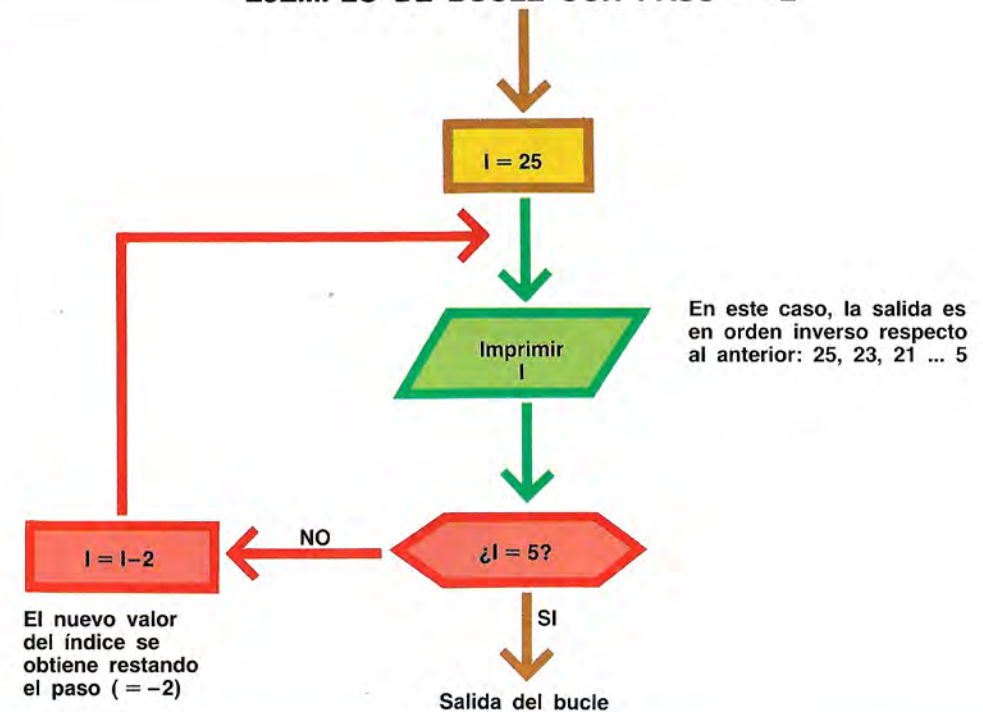 I = 25
Imprimir
I
En este caso, la salida es
en orden inverso respecto
al anterior: 25, 23, 21 ... 5
¿I = 5?
NO
I = I–2
El nuevo valor
del índice se
obtiene restando
el paso ( = –2)
SI
Salida del bucle